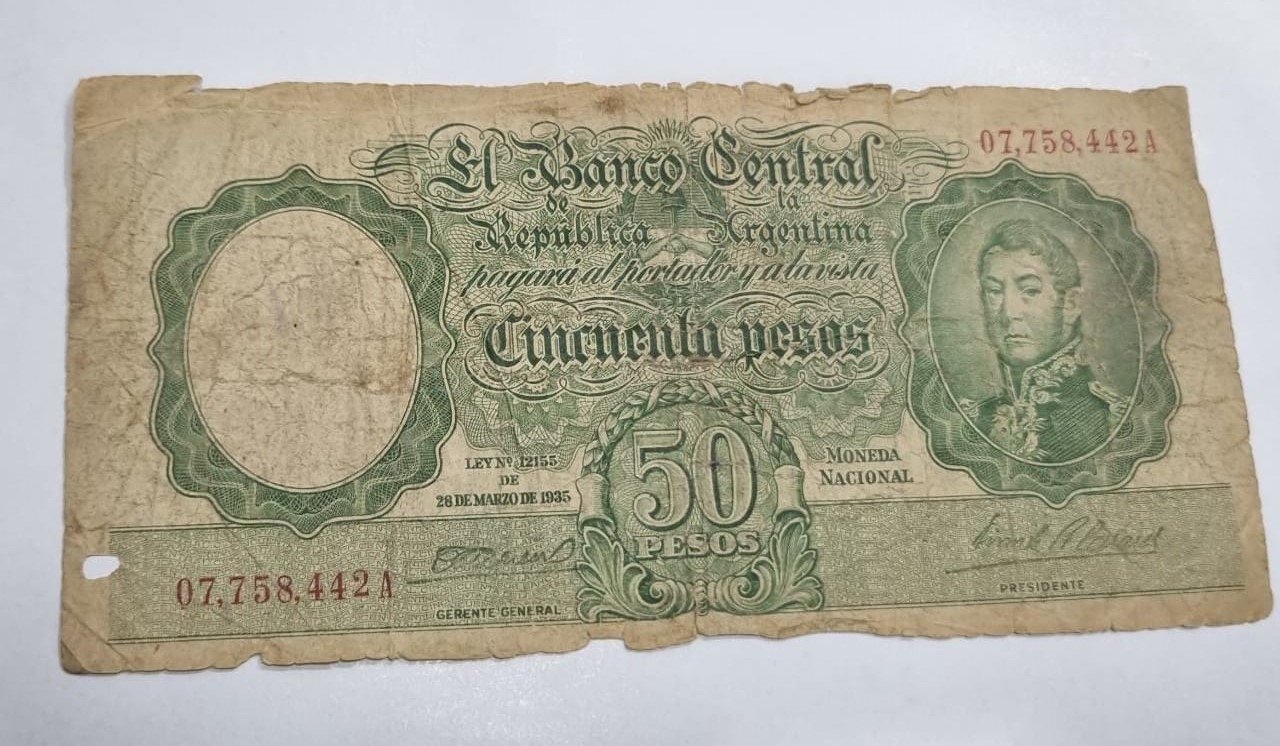 07,758,442A
El Banco Central
de la
República Argentina
pagará al portador y a la vista
Cincuenta pesos
LEY Nº 12155
DE
28 DE MARZO DE 1935
50
PESOS
MONEDA
NACIONAL
07,758,442A
GERENTE GENERAL
PRESIDENTE